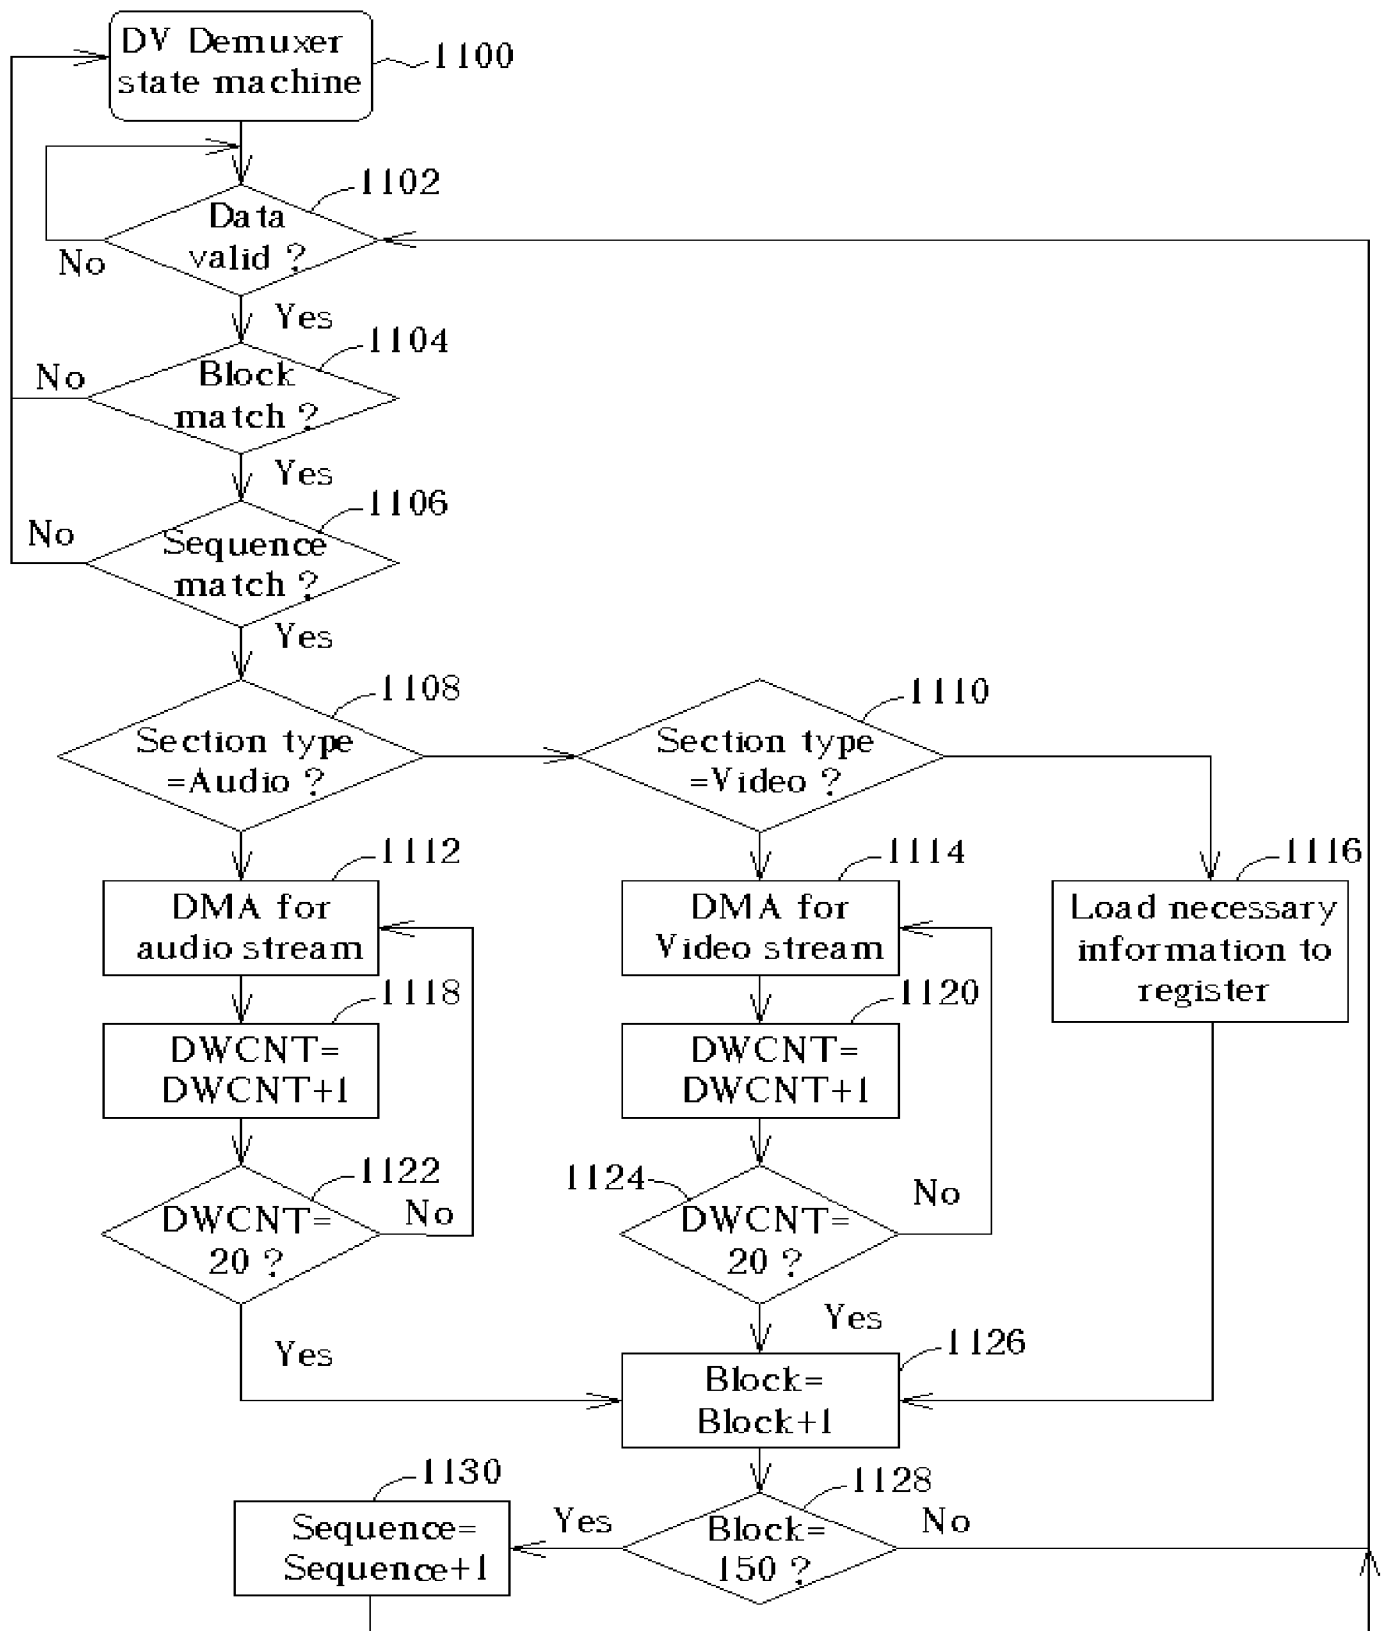 DV Demuxer
state machine
1100
1102
Data
valid ?
No
Yes
1104
Block
match ?
No
Yes
1106
Sequence
match ?
No
Yes
1108
Section type
=Audio ?
1110
Section type
=Video ?
1112
DMA for
audio stream
1114
DMA for
Video stream
1116
Load necessary
information to
register
1118
DWCNT=
DWCNT+1
1120
DWCNT=
DWCNT+1
1122
DWCNT=
20 ?
No
Yes
1124
DWCNT=
20 ?
No
Yes
1126
Block=
Block+1
1128
Block=
150 ?
Yes
No
1130
Sequence=
Sequence+1